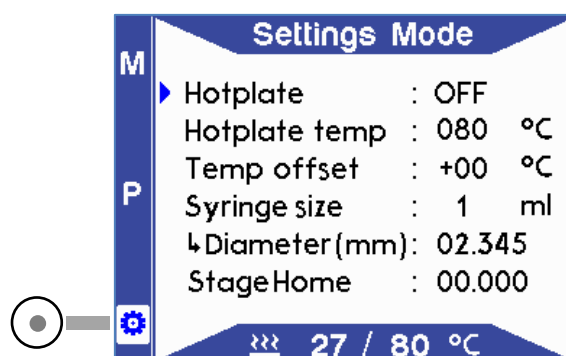 Settings Mode
M
Hotplate : OFF
Hotplate temp : 080 °C
Temp offset : +00 °C
P
Syringe size : 1 ml
↳Diameter(mm): 02.345
StageHome : 00.000
27 / 80 °C